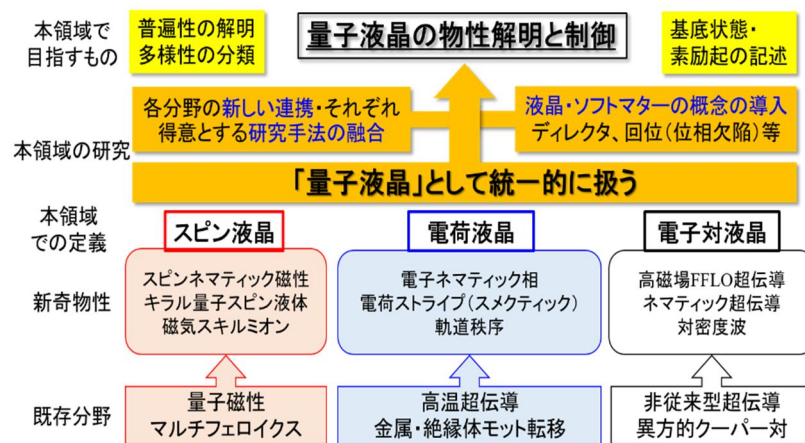 本領域で
目指すもの
普遍性の解明
多様性の分類
量子液晶の物性解明と制御
基底状態・
素励起の記述
本領域の研究
各分野の新しい連携・それぞれ
得意とする研究手法の融合
液晶・ソフトマターの概念の導入
ディレクタ、回位(位相欠陥)等
「量子液晶」として統一的に扱う
本領域
での定義
スピン液晶
電荷液晶
電子対液晶
新奇物性
スピンネマティック磁性
キラル量子スピン液体
磁気スキルミオン
電子ネマティック相
電荷ストライプ(スメクティック)
軌道秩序
高磁場FFLO超伝導
ネマティック超伝導
対密度波
既存分野
量子磁性
マルチフェロイクス
高温超伝導
金属・絶縁体モット転移
非従来型超伝導
異方的クーパー対